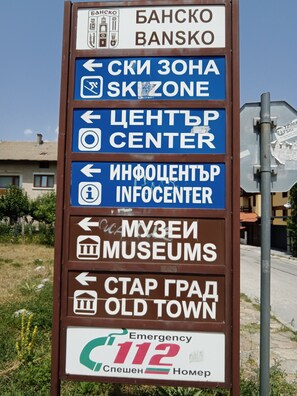 БАНСКО
БАНСКО
BANSKO
СКИ ЗОНА
SKI ZONE
ЦЕНТЪР
CENTER
ИНФОЦЕНТЪР
INFOCENTER
МУЗЕИ
MUSEUMS
СТАР ГРАД
OLD TOWN
Emergency
112
Спешен Номер